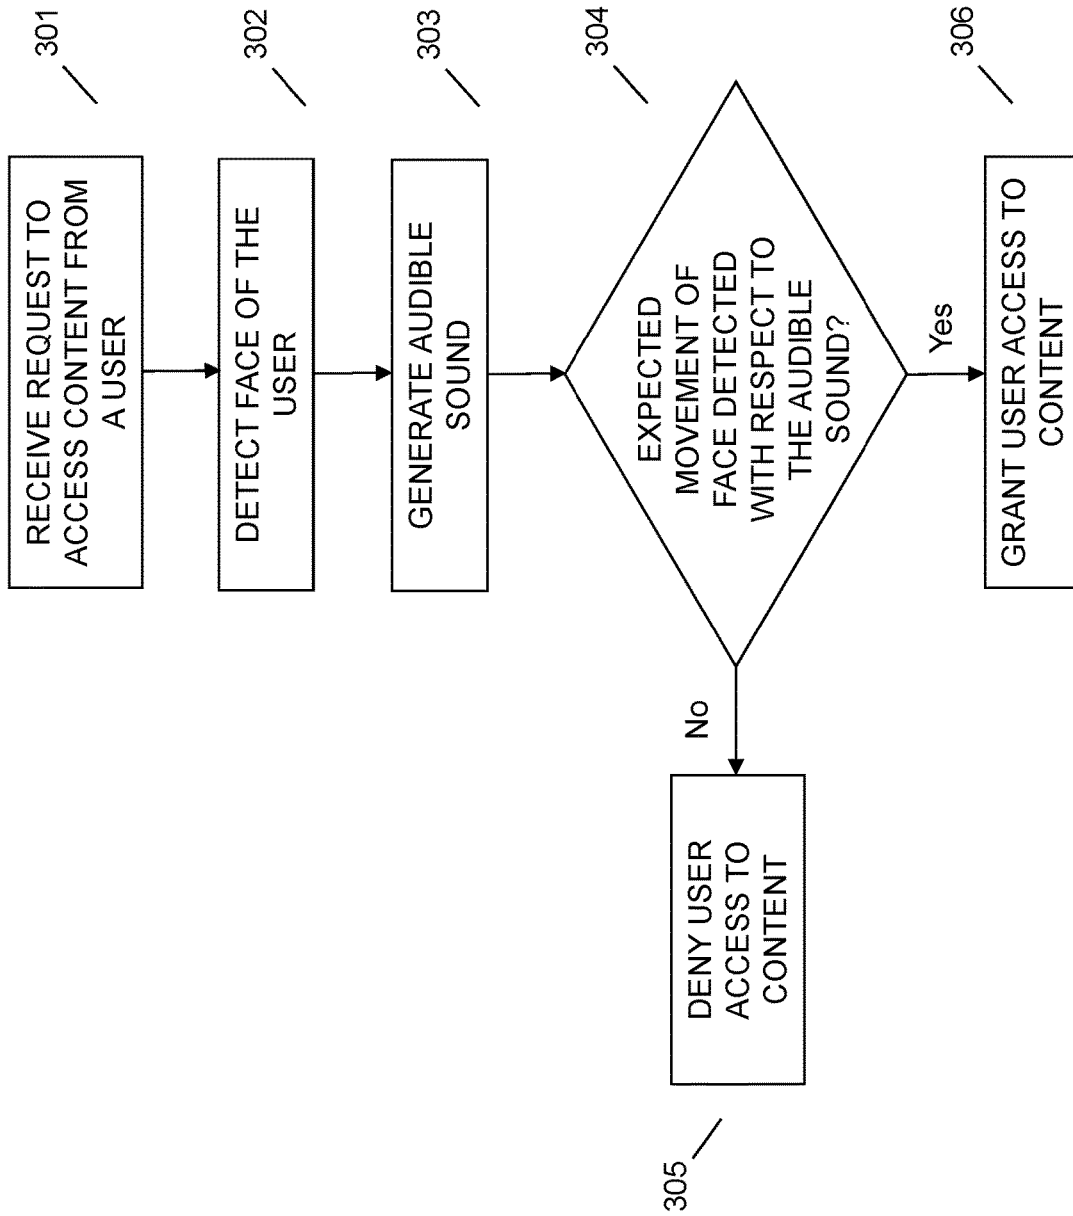 301
RECEIVE REQUEST TO
ACCESS CONTENT FROM
A USER
302
DETECT FACE OF THE
USER
303
GENERATE AUDIBLE
SOUND
304
EXPECTED
MOVEMENT OF
FACE DETECTED
WITH RESPECT TO
THE AUDIBLE
SOUND?
No
305
DENY USER
ACCESS TO
CONTENT
Yes
306
GRANT USER ACCESS TO
CONTENT